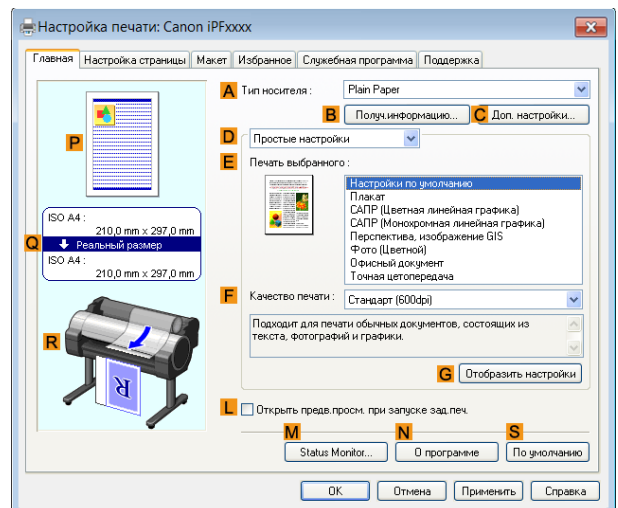 Настройка печати: Canon iPFxxxx
Главная Настройка страницы Макет Избранное Служебная программа Поддержка
A Тип носителя : Plain Paper
B Получ.информацию... C Доп. настройки...
P
D Простые настройки
E Печать выбранного :
Настройки по умолчанию
Плакат
САПР (Цветная линейная графика)
САПР (Монохромная линейная графика)
Перспектива, изображение GIS
Фото (Цветной)
Офисный документ
Точная цетопередача
ISO A4 :
210,0 mm x 297,0 mm
Q Реальный размер
ISO A4 :
210,0 mm x 297,0 mm
F Качество печати : Стандарт (600dpi)
Подходит для печати обычных документов, состоящих из
текста, фотографий и графики.
R
R
G Отобразить настройки
L Открыть предв.просм. при запуске зад.печ.
M N S
Status Monitor... О программе По умолчанию
OK Отмена Применить Справка